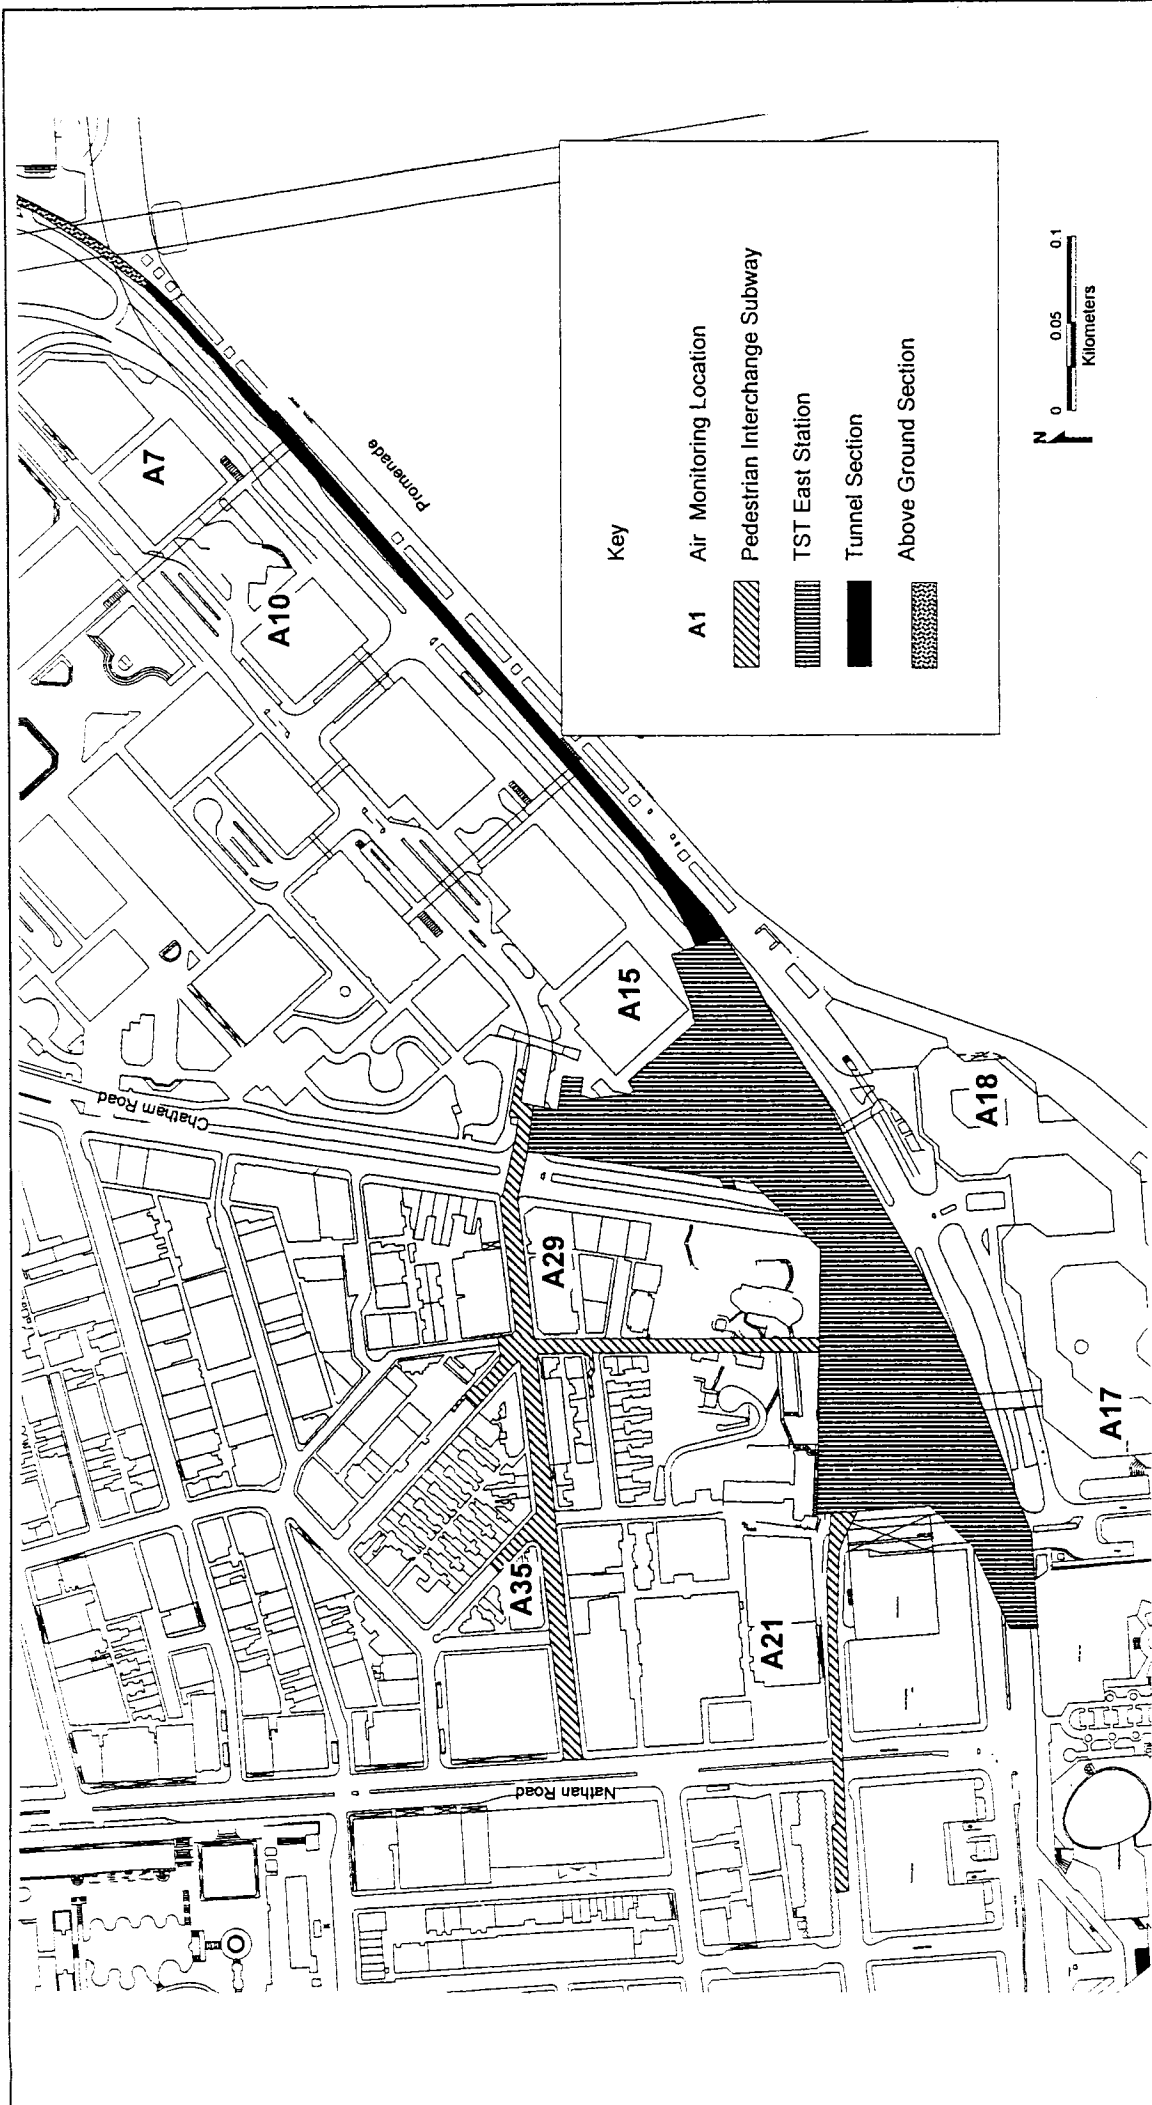 A7
A10
Promenade
A15
Chatham Road
A18
A29
A17
A35
A21
Nathan Road
Key
A1 Air Monitoring Location
Pedestrian Interchange Subway
TST East Station
Tunnel Section
Above Ground Section
N
0 0.05 0.1
Kilometers